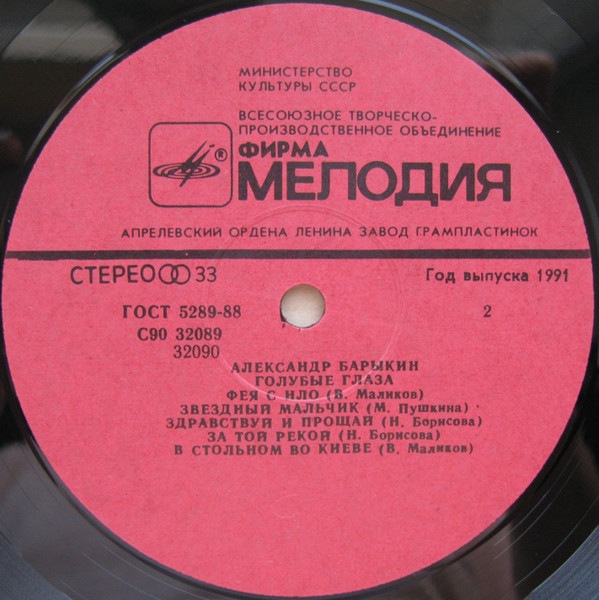 МИНИСТЕРСТВО
КУЛЬТУРЫ СССР
ВСЕСОЮЗНОЕ ТВОРЧЕСКО-
ПРОИЗВОДСТВЕННОЕ ОБЪЕДИНЕНИЕ
®
ФИРМА
МЕЛОДИЯ
АПРЕЛЕВСКИЙ ОРДЕНА ЛЕНИНА ЗАВОД ГРАМПЛАСТИНОК
СТЕРЕО 33
Год выпуска 1991
ГОСТ 5289-88
2
С90 32089
32090
АЛЕКСАНДР БАРЫКИН
ГОЛУБЫЕ ГЛАЗА
ФЕЯ С НЛО (В. Маликов)
ЗВЕЗДНЫЙ МАЛЬЧИК (М. Пушкина)
ЗДРАВСТВУЙ И ПРОЩАЙ (Н. Борисова)
ЗА ТОЙ РЕКОЙ (Н. Борисова)
В СТОЛЬНОМ ВО КИЕВЕ (В. Маликов)